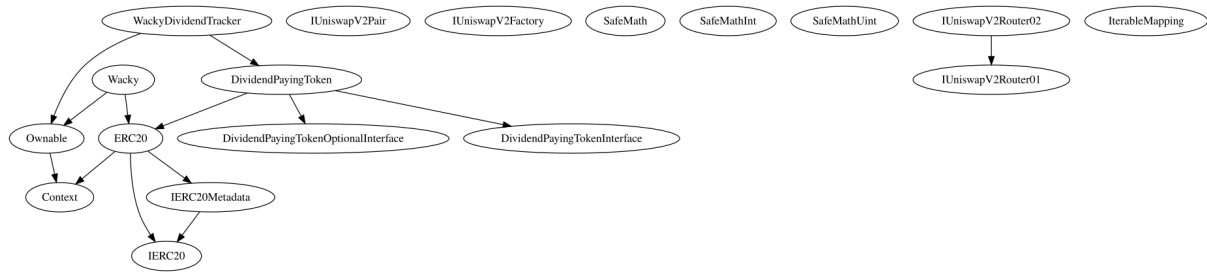 WackyDividendTracker
IUniswapV2Pair
IUniswapV2Factory
SafeMath
SafeMathInt
SafeMathUint
IUniswapV2Router02
IterableMapping
Wacky
DividendPayingToken
IUniswapV2Router01
Ownable
ERC20
DividendPayingTokenOptionalInterface
DividendPayingTokenInterface
Context
IERC20Metadata
IERC20